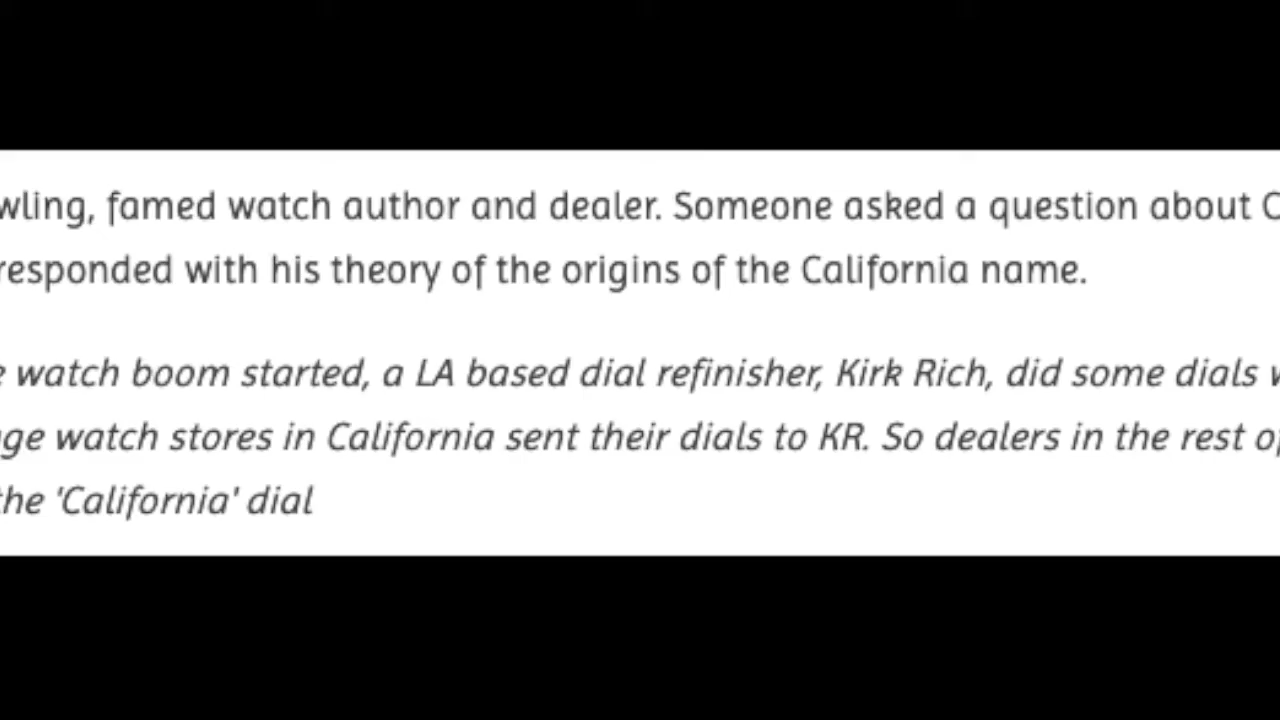 wling, famed watch author and dealer. Someone asked a question about
responded with his theory of the origins of the California name.
watch boom started, a LA based dial refinisher, Kirk Rich, did some dials
ge watch stores in California sent their dials to KR. So dealers in the rest of
the 'California' dial